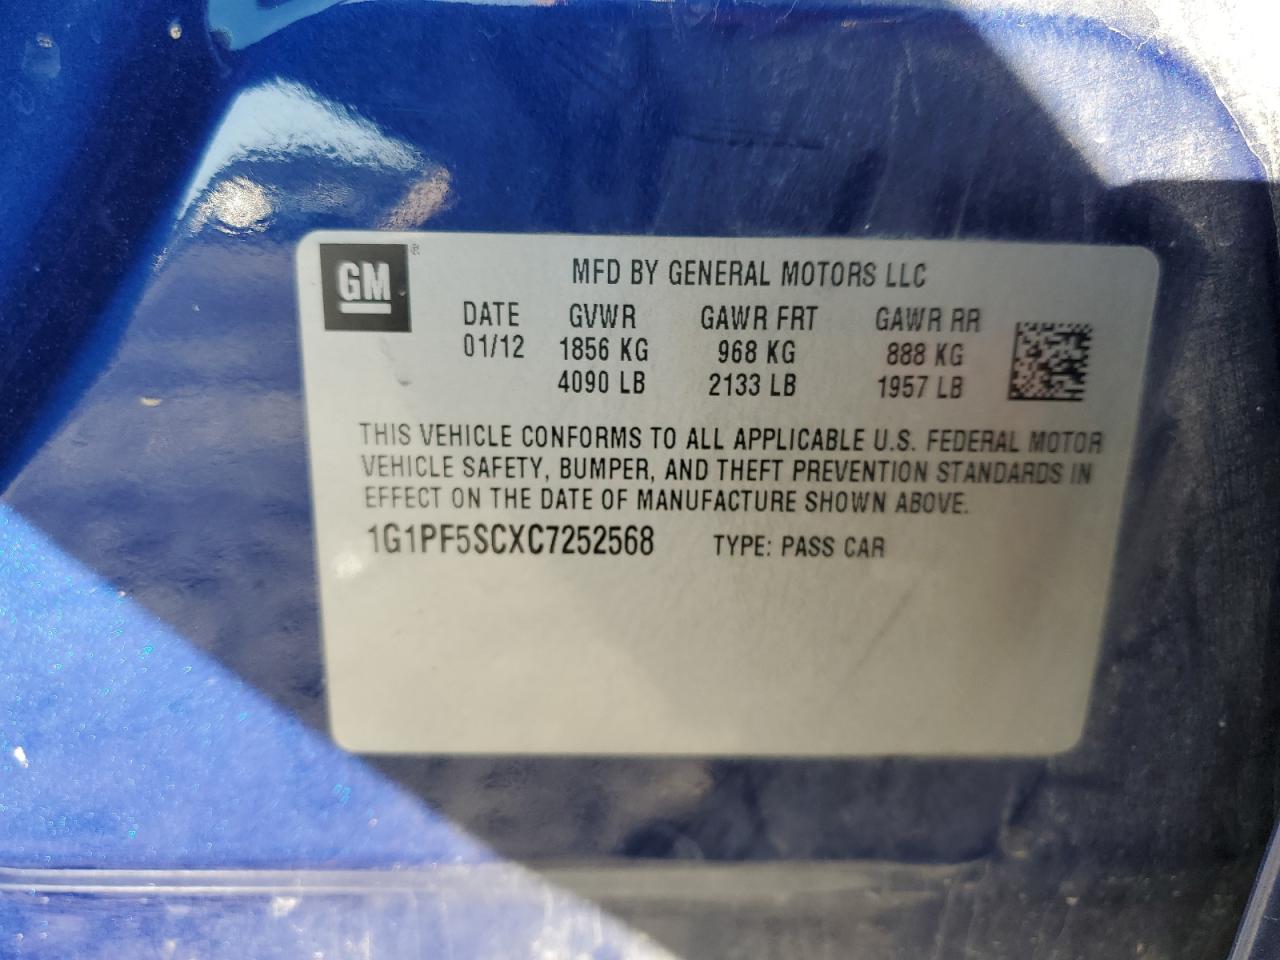 GM ®
MFD BY GENERAL MOTORS LLC
DATE GVWR GAWR FRT GAWR RR
01/12 1856 KG 968 KG 888 KG
4090 LB 2133 LB 1957 LB
THIS VEHICLE CONFORMS TO ALL APPLICABLE U.S. FEDERAL MOTOR
VEHICLE SAFETY, BUMPER, AND THEFT PREVENTION STANDARDS IN
EFFECT ON THE DATE OF MANUFACTURE SHOWN ABOVE.
1G1PF5SCXC7252568 TYPE: PASS CAR